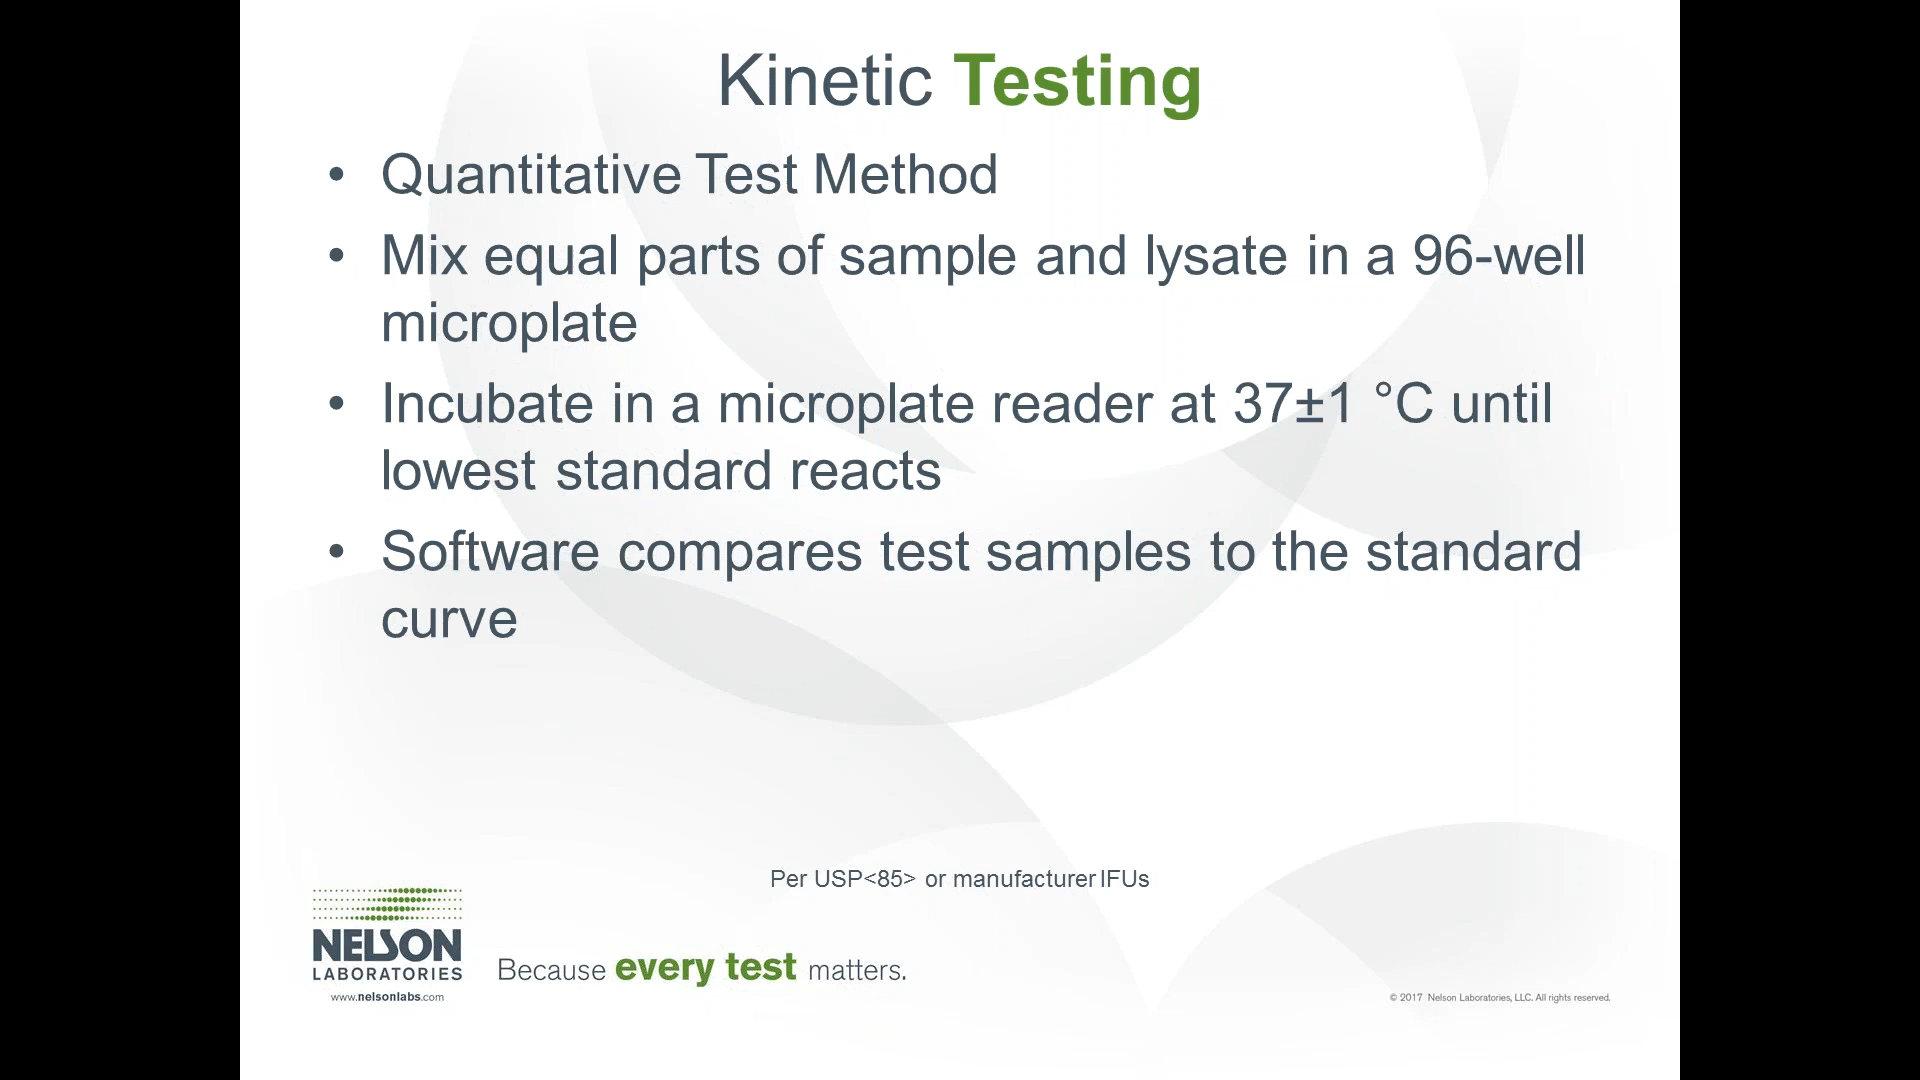 Kinetic Testing
• Quantitative Test Method
• Mix equal parts of sample and lysate in a 96-well
microplate
• Incubate in a microplate reader at 37±1 °C until
lowest standard reacts
• Software compares test samples to the standard
curve
Per USP<85> or manufacturer IFUs
NELSON
LABORATORIES
www.nelsonlabs.com
Because every test matters.
© 2017 Nelson Laboratories, LLC. All rights reserved.